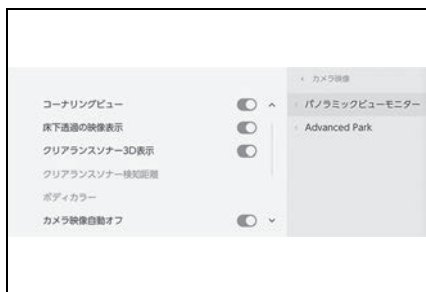 コーナリングビュー
床下透過の映像表示
クリアランスソナー3D表示
クリアランスソナー検知距離
ボディカラー
カメラ映像自動オフ
カメラ映像
パノラミックビューモニター
Advanced Park